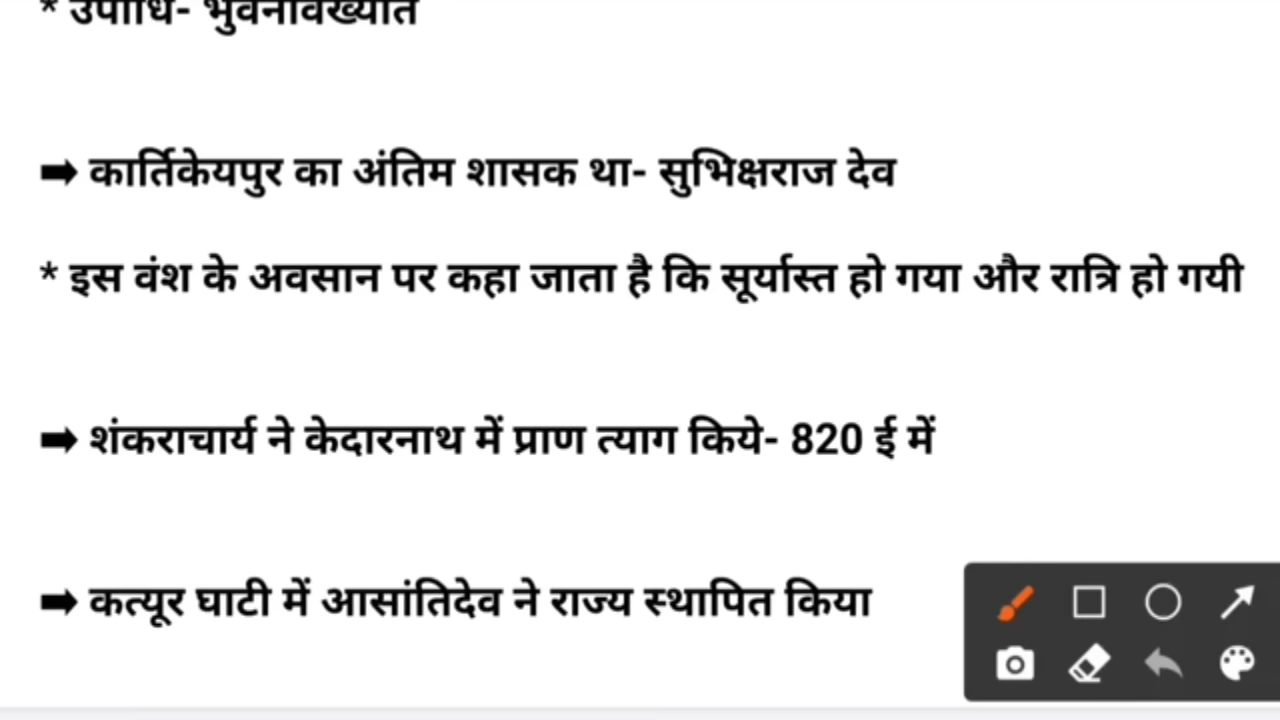 * उपाधि- भुवनविख्यात
➡ कार्तिकेयपुर का अंतिम शासक था- सुभिक्षराज देव
* इस वंश के अवसान पर कहा जाता है कि सूर्यास्त हो गया और रात्रि हो गयी
➡ शंकराचार्य ने केदारनाथ में प्राण त्याग किये- 820 ई में
➡ कत्यूर घाटी में आसांतिदेव ने राज्य स्थापित किया